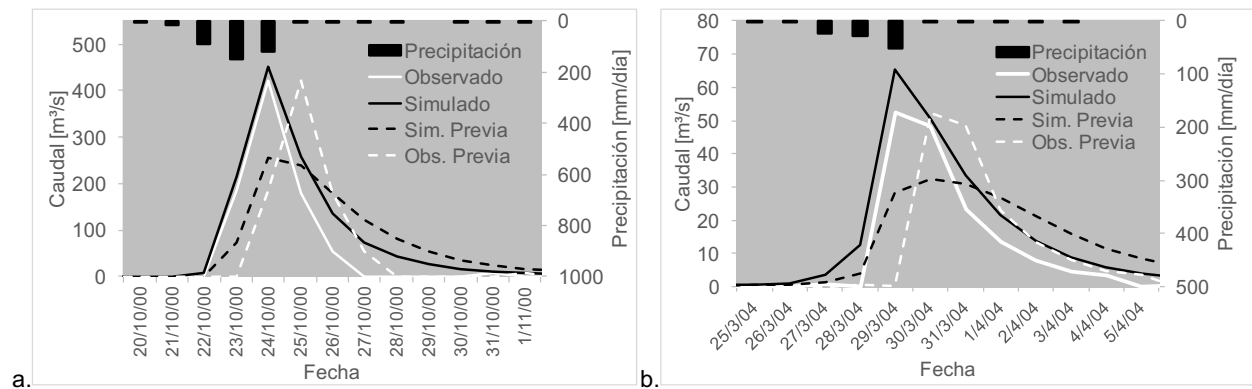 a.
Caudal [m³/s]
500
400
300
200
100
0
Precipitación
Observado
Simulado
Sim. Previa
Obs. Previa
0
200
400
600
800
1000
Precipitación [mm/día]
20/10/00
21/10/00
22/10/00
23/10/00
24/10/00
25/10/00
26/10/00
27/10/00
28/10/00
29/10/00
30/10/00
31/10/00
1/11/00
Fecha
b.
Caudal [m³/s]
80
70
60
50
40
30
20
10
0
Precipitación
Observado
Simulado
Sim. Previa
Obs. Previa
0
100
200
300
400
500
Precipitación [mm/día]
25/3/04
26/3/04
27/3/04
28/3/04
29/3/04
30/3/04
31/3/04
1/4/04
2/4/04
3/4/04
4/4/04
5/4/04
Fecha